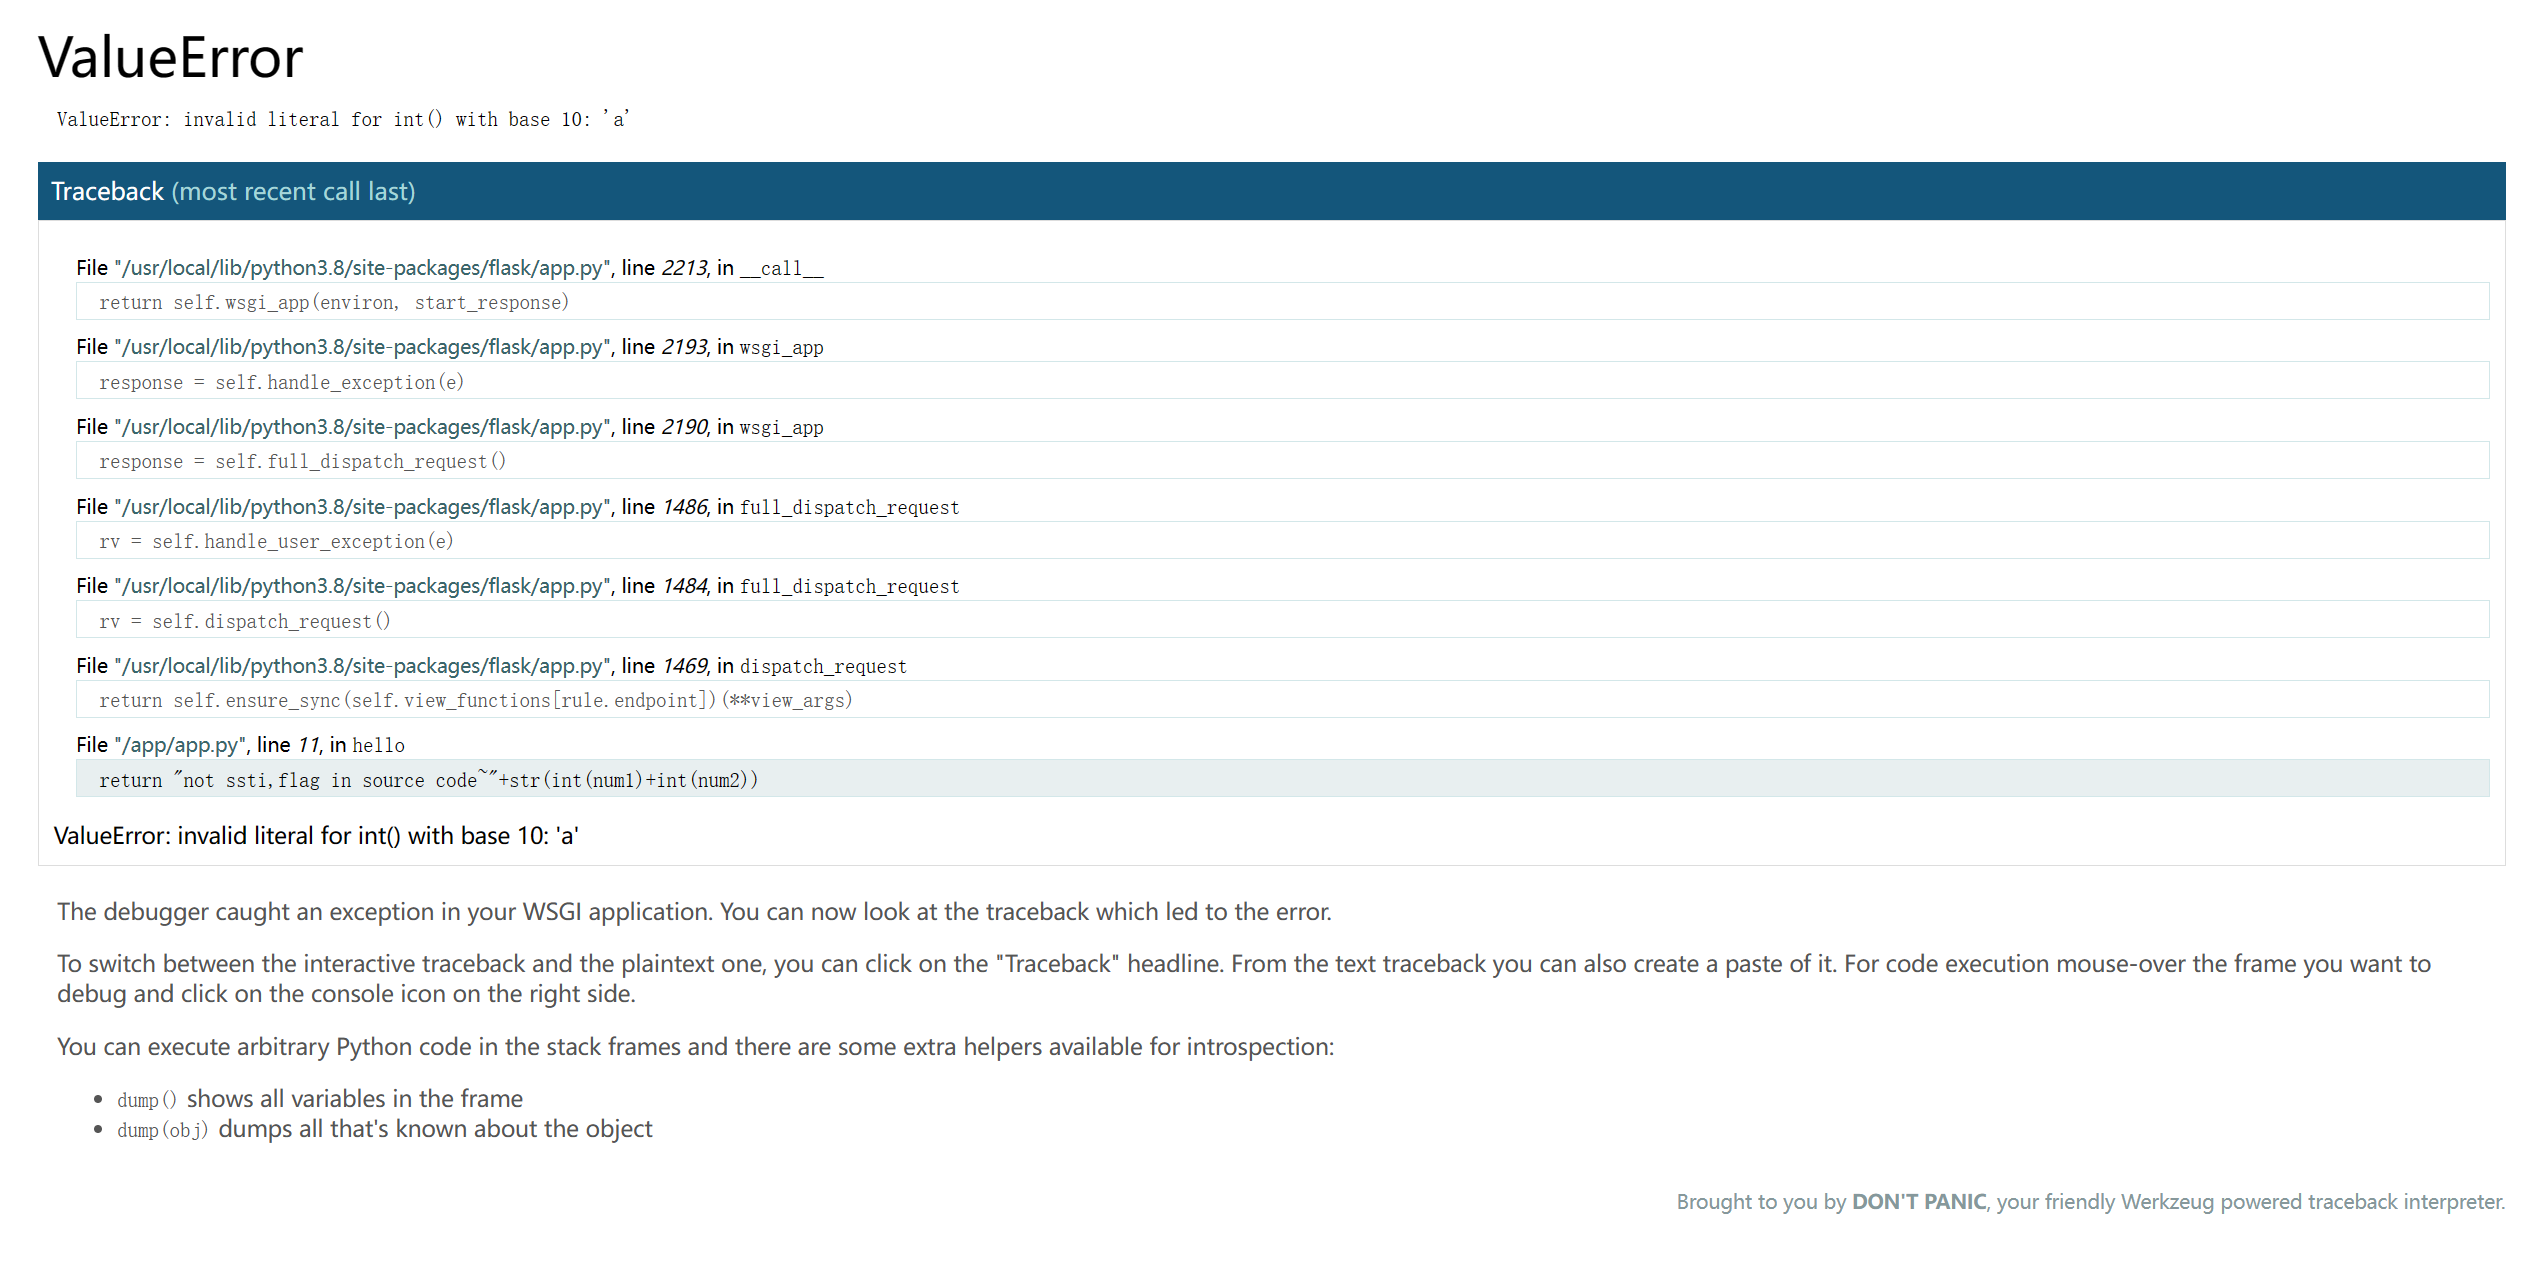 ValueError
ValueError: invalid literal for int() with base 10: 'a'
Traceback (most recent call last)
File "/usr/local/lib/python3.8/site-packages/flask/app.py", line 2213, in __call__
return self.wsgi_app(environ, start_response)
File "/usr/local/lib/python3.8/site-packages/flask/app.py", line 2193, in wsgi_app
response = self.handle_exception(e)
File "/usr/local/lib/python3.8/site-packages/flask/app.py", line 2190, in wsgi_app
response = self.full_dispatch_request()
File "/usr/local/lib/python3.8/site-packages/flask/app.py", line 1486, in full_dispatch_request
rv = self.handle_user_exception(e)
File "/usr/local/lib/python3.8/site-packages/flask/app.py", line 1484, in full_dispatch_request
rv = self.dispatch_request()
File "/usr/local/lib/python3.8/site-packages/flask/app.py", line 1469, in dispatch_request
return self.ensure_sync(self.view_functions[rule.endpoint])(**view_args)
File "/app/app.py", line 11, in hello
return "not ssti,flag in source code~"+str(int(num1)+int(num2))
ValueError: invalid literal for int() with base 10: 'a'
The debugger caught an exception in your WSGI application. You can now look at the traceback which led to the error.
To switch between the interactive traceback and the plaintext one, you can click on the "Traceback" headline. From the text traceback you can also create a paste of it. For code execution mouse-over the frame you want to
debug and click on the console icon on the right side.
You can execute arbitrary Python code in the stack frames and there are some extra helpers available for introspection:
• dump() shows all variables in the frame
• dump(obj) dumps all that's known about the object
Brought to you by DON'T PANIC, your friendly Werkzeug powered traceback interpreter.